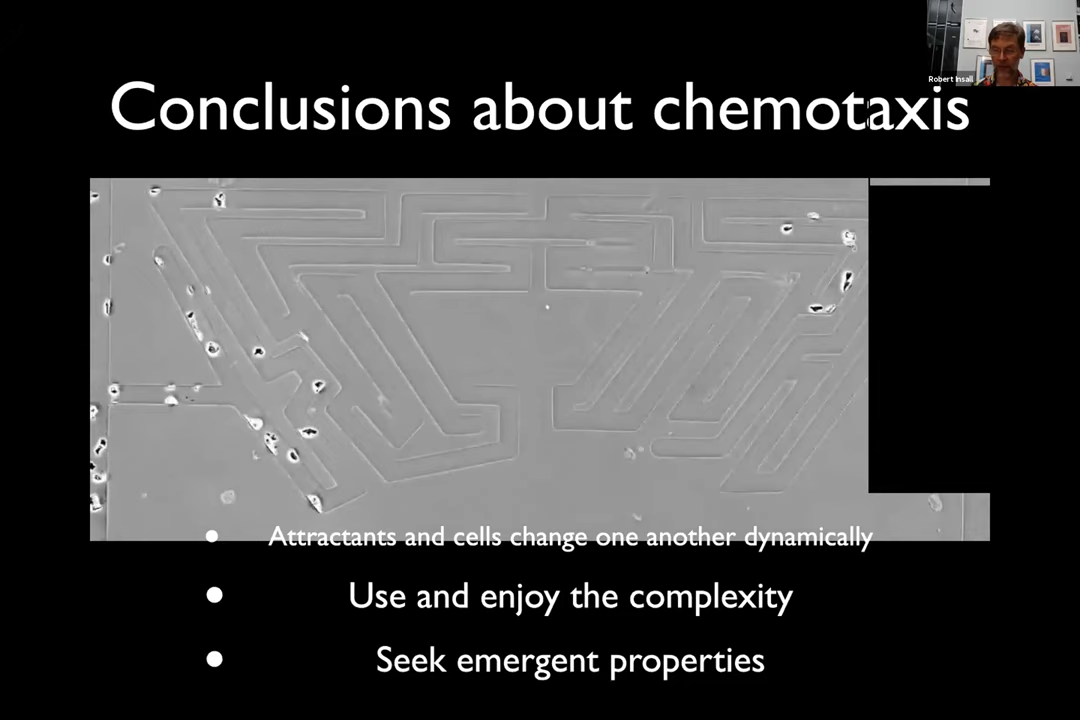 Robert Insall
Conclusions about chemotaxis
• Attractants and cells change one another dynamically
• Use and enjoy the complexity
• Seek emergent properties